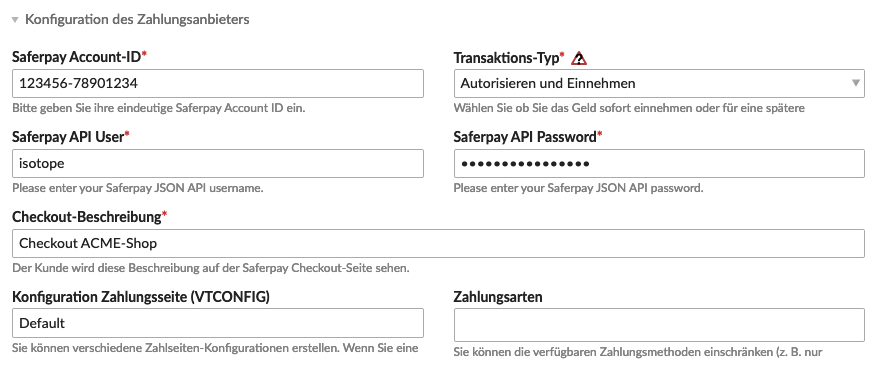 Konfiguration des Zahlungsanbieters
Saferpay Account-ID* Transaktions-Typ*
123456-78901234 Autorisieren und Einnehmen
Bitte geben Sie ihre eindeutige Saferpay Account ID ein. Wählen Sie ob Sie das Geld sofort einnehmen oder für eine spätere
Saferpay API User* Saferpay API Password*
isotope ••••••••••••••••
Please enter your Saferpay JSON API username. Please enter your Saferpay JSON API password.
Checkout-Beschreibung*
Checkout ACME-Shop
Der Kunde wird diese Beschreibung auf der Saferpay Checkout-Seite sehen.
Konfiguration Zahlungsseite (VTCONFIG) Zahlungsarten
Default
Sie können verschiedene Zahlseiten-Konfigurationen erstellen. Wenn Sie eine Sie können die verfügbaren Zahlungsmethoden einschränken (z. B. nur